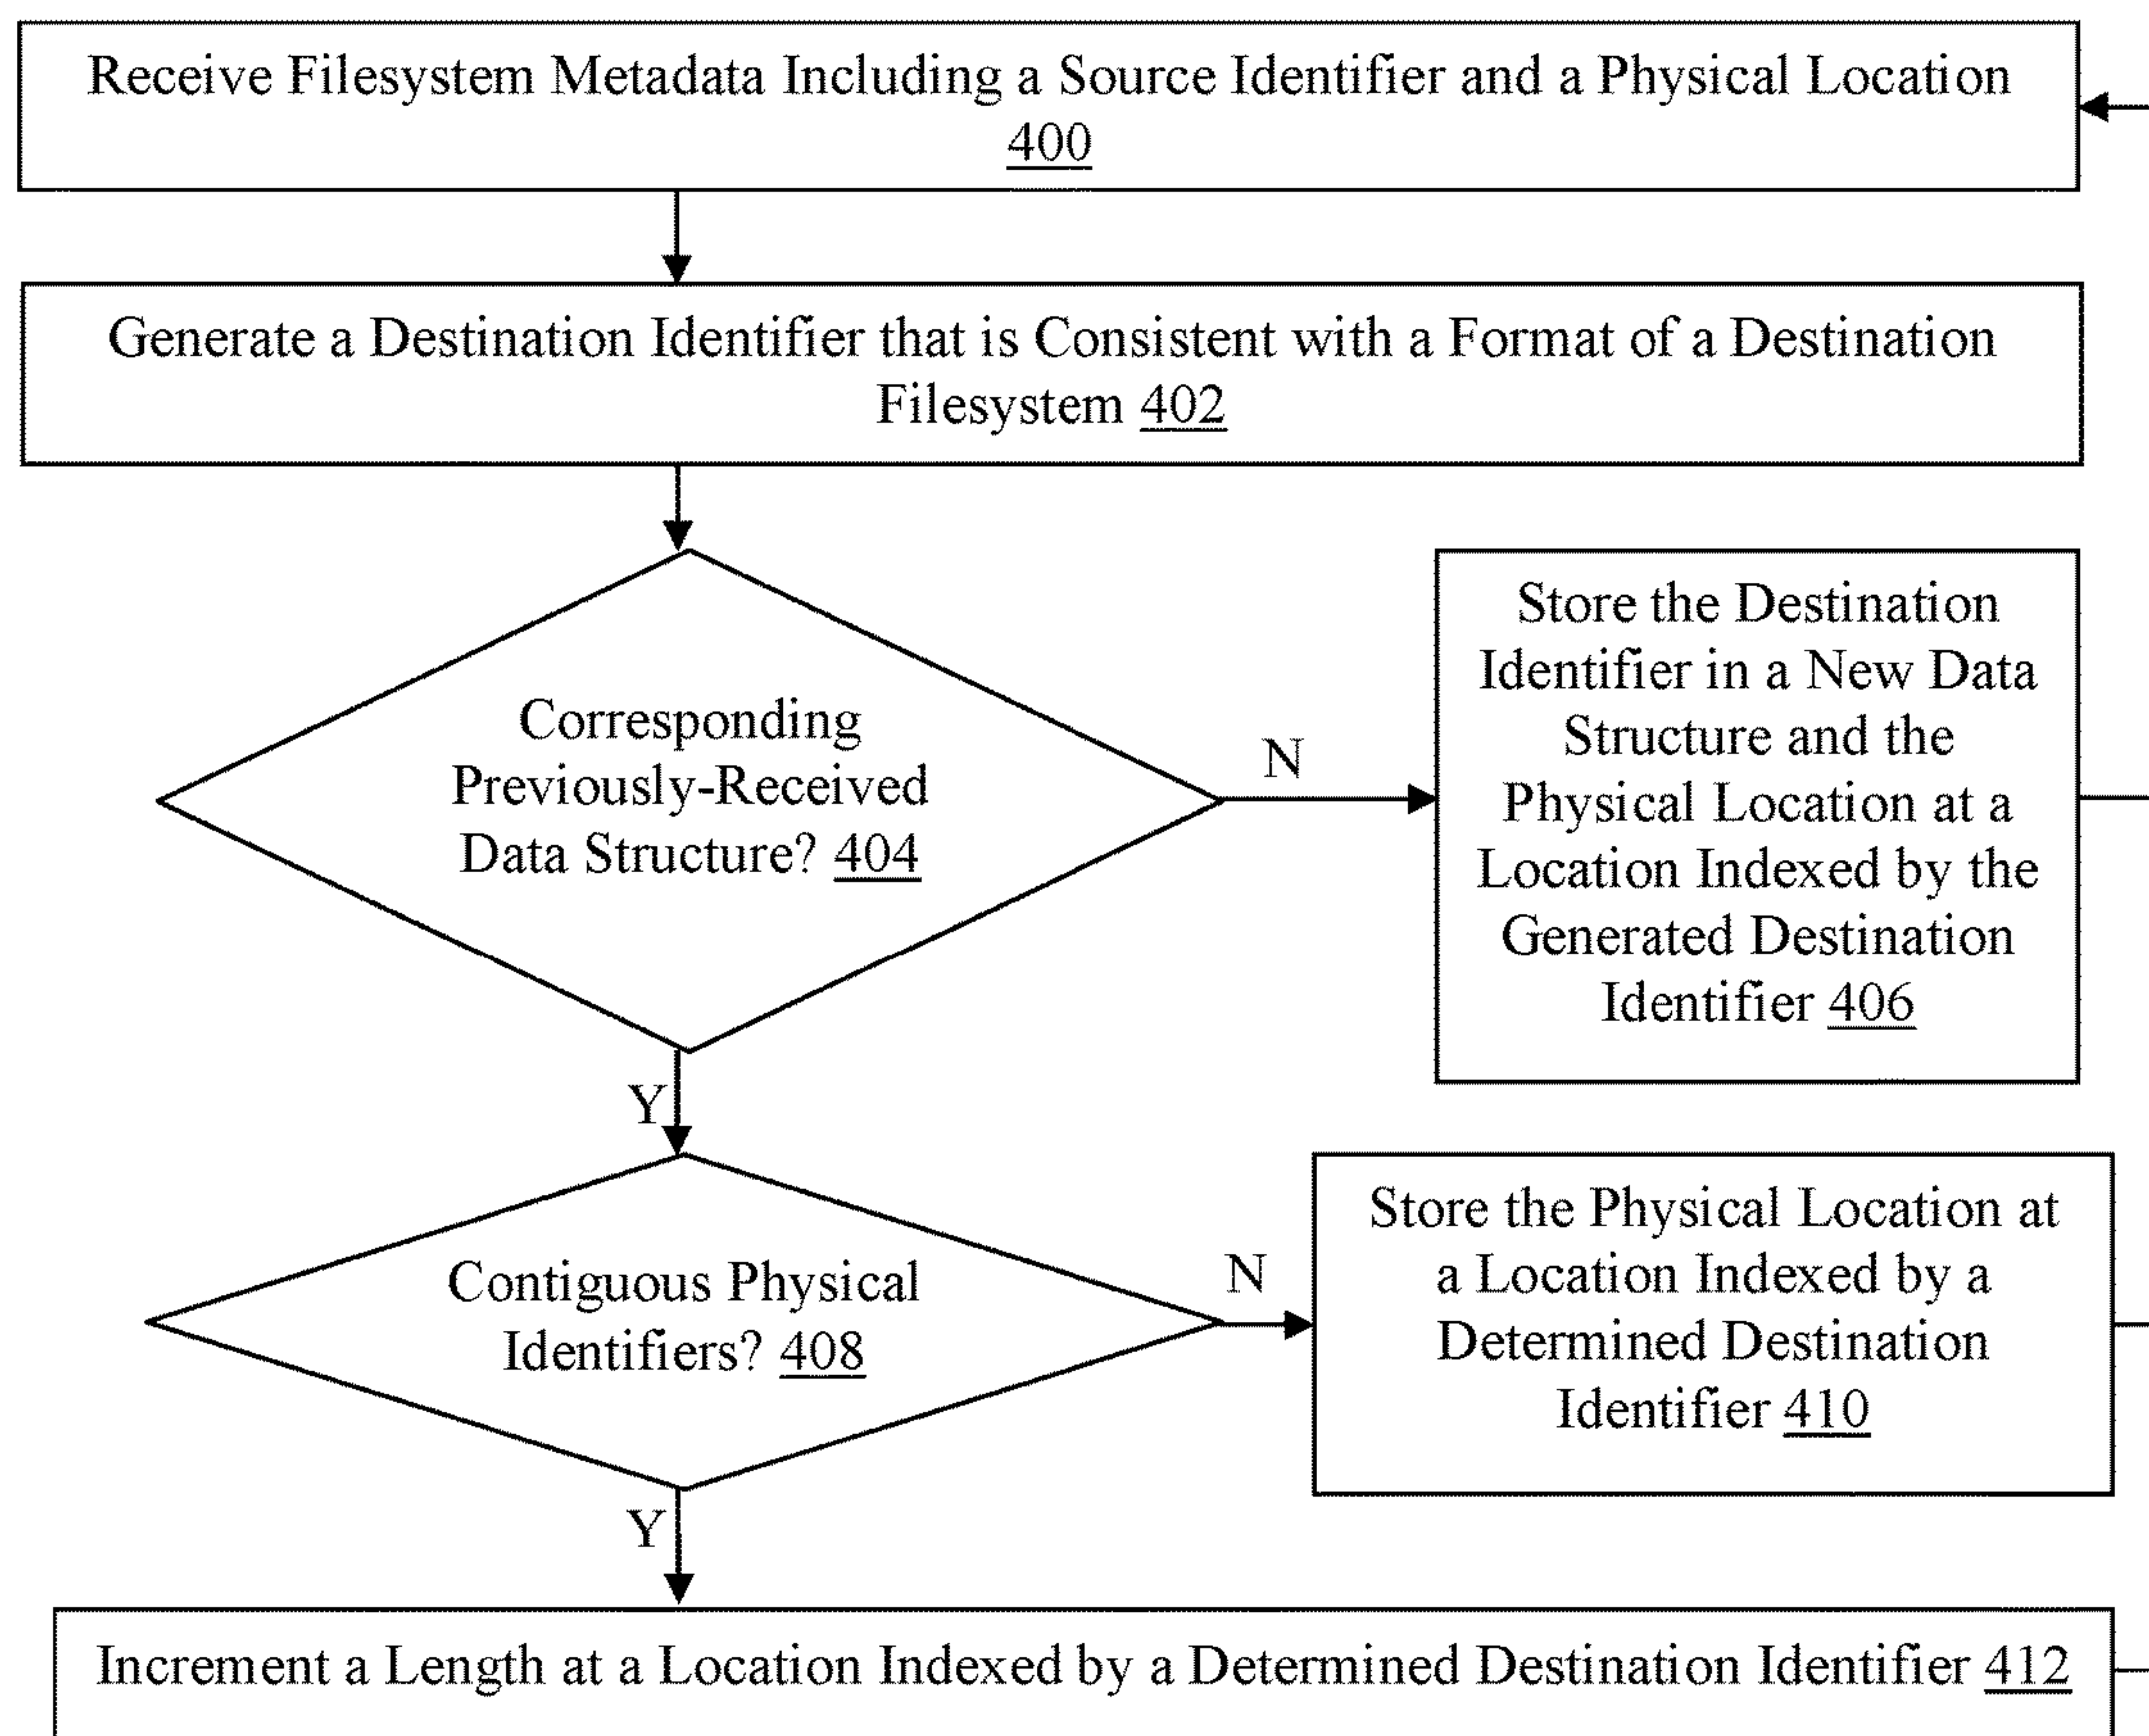 Receive Filesystem Metadata Including a Source Identifier and a Physical Location
400
Generate a Destination Identifier that is Consistent with a Format of a Destination
Filesystem 402
Corresponding
Previously-Received
Data Structure? 404
N
Store the Destination
Identifier in a New Data
Structure and the
Physical Location at a
Location Indexed by the
Generated Destination
Identifier 406
Y
Contiguous Physical
Identifiers? 408
N
Store the Physical Location at
a Location Indexed by a
Determined Destination
Identifier 410
Y
Increment a Length at a Location Indexed by a Determined Destination Identifier 412